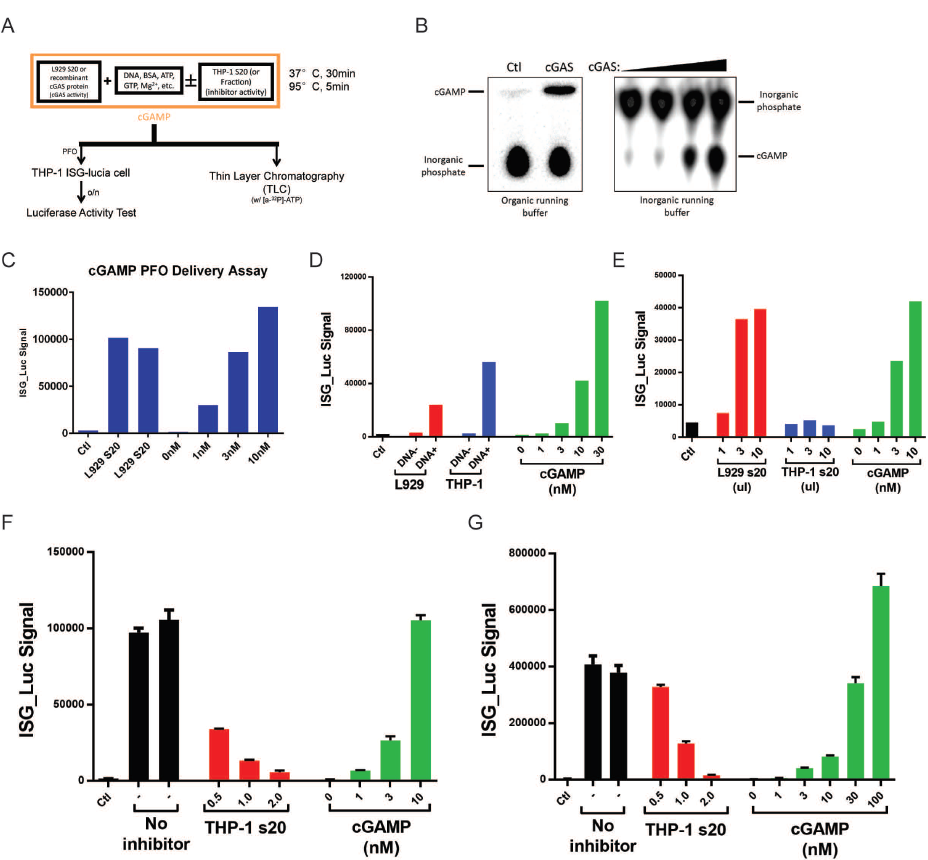 A
L929 S20 or
recombinant
cGAS protein
(cGAS activity)
+
DNA, BSA, ATP,
GTP, Mg²⁺, etc.
±
THP-1 S20 (or
Fraction)
(inhibitor activity)
37° C, 30min
95° C, 5min
cGAMP
PFO
THP-1 ISG-lucia cell
o/n
Luciferase Activity Test
Thin Layer Chromatography
(TLC)
(w/ [a-³²P]-ATP)
B
Ctl cGAS
cGAMP
Inorganic
phosphate
Organic running
buffer
cGAS:
Inorganic
phosphate
cGAMP
Inorganic running
buffer
C
cGAMP PFO Delivery Assay
ISG_Luc Signal
150000
100000
50000
0
Ctl L929 S20 L929 S20 0nM 1nM 3nM 10nM
D
ISG_Luc Signal
120000
80000
40000
0
Ctl DNA- DNA+ DNA- DNA+ 0 1 3 10 30
L929 THP-1 cGAMP
(nM)
E
ISG_Luc Signal
50000
40000
30000
20000
10000
0
Ctl 1 3 10 1 3 10 0 1 3 10
L929 s20 THP-1 s20 cGAMP
(ul) (ul) (nM)
F
ISG_Luc Signal
150000
100000
50000
0
Ctl - - 0.5 1.0 2.0 0 1 3 10
No THP-1 s20 cGAMP
inhibitor (nM)
G
ISG_Luc Signal
800000
600000
400000
200000
0
Ctl - - 0.5 1.0 2.0 0 1 3 10 30 100
No THP-1 s20 cGAMP
inhibitor (nM)